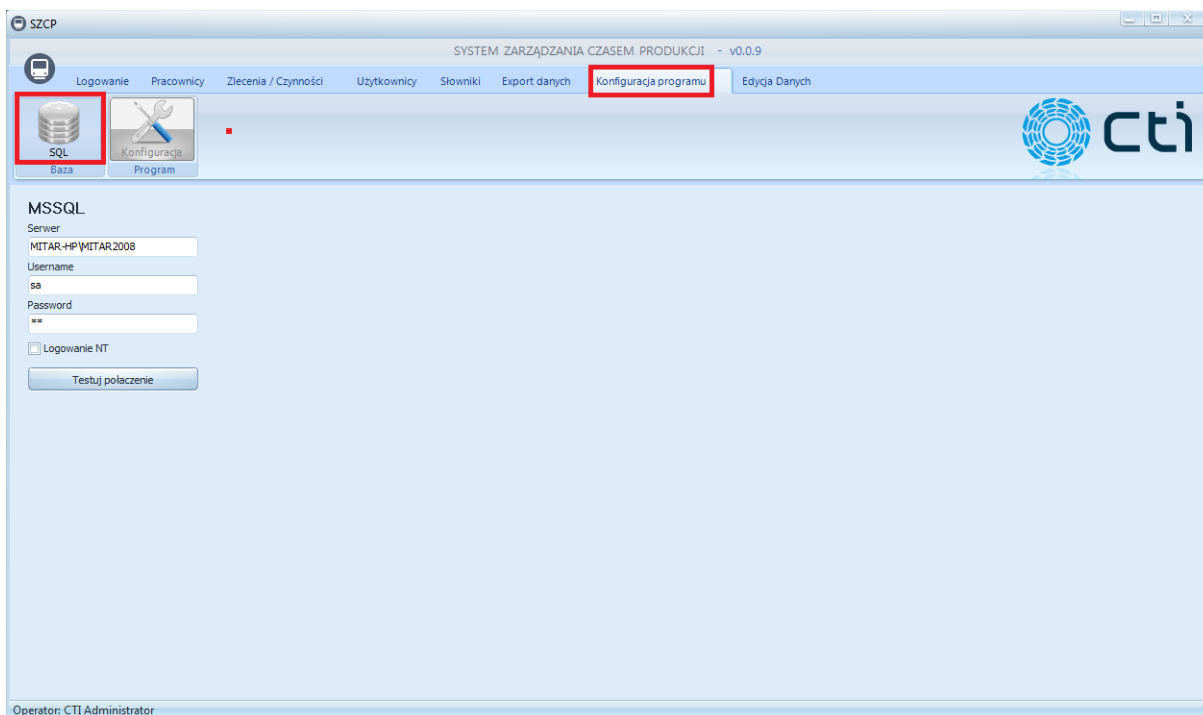 SZCP
SYSTEM ZARZĄDZANIA CZASEM PRODUKCJI - v0.0.9
Logowanie Pracownicy Zlecenia / Czynności Użytkownicy Słowniki Export danych Konfiguracja programu Edycja Danych
SQL Konfiguracja
Baza Program
cti
MSSQL
Serwer
MITAR-HP\MITAR2008
Username
sa
Password
**
Logowanie NT
Testuj połaczenie
Operator: CTI Administrator